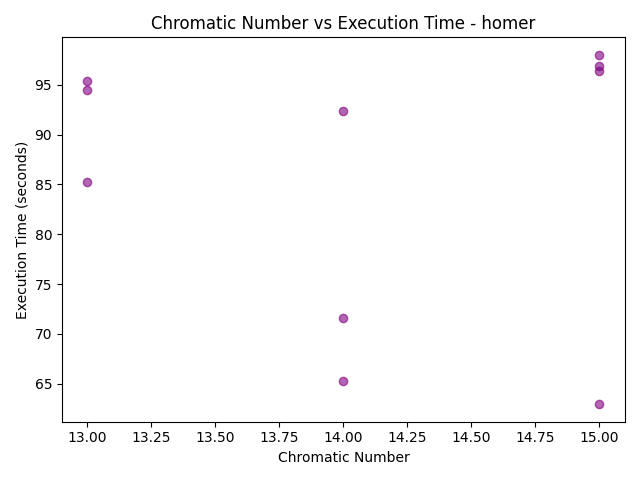 Chromatic Number vs Execution Time - homer
Execution Time (seconds)
95
90
85
80
75
70
65
13.00 13.25 13.50 13.75 14.00 14.25 14.50 14.75 15.00
Chromatic Number